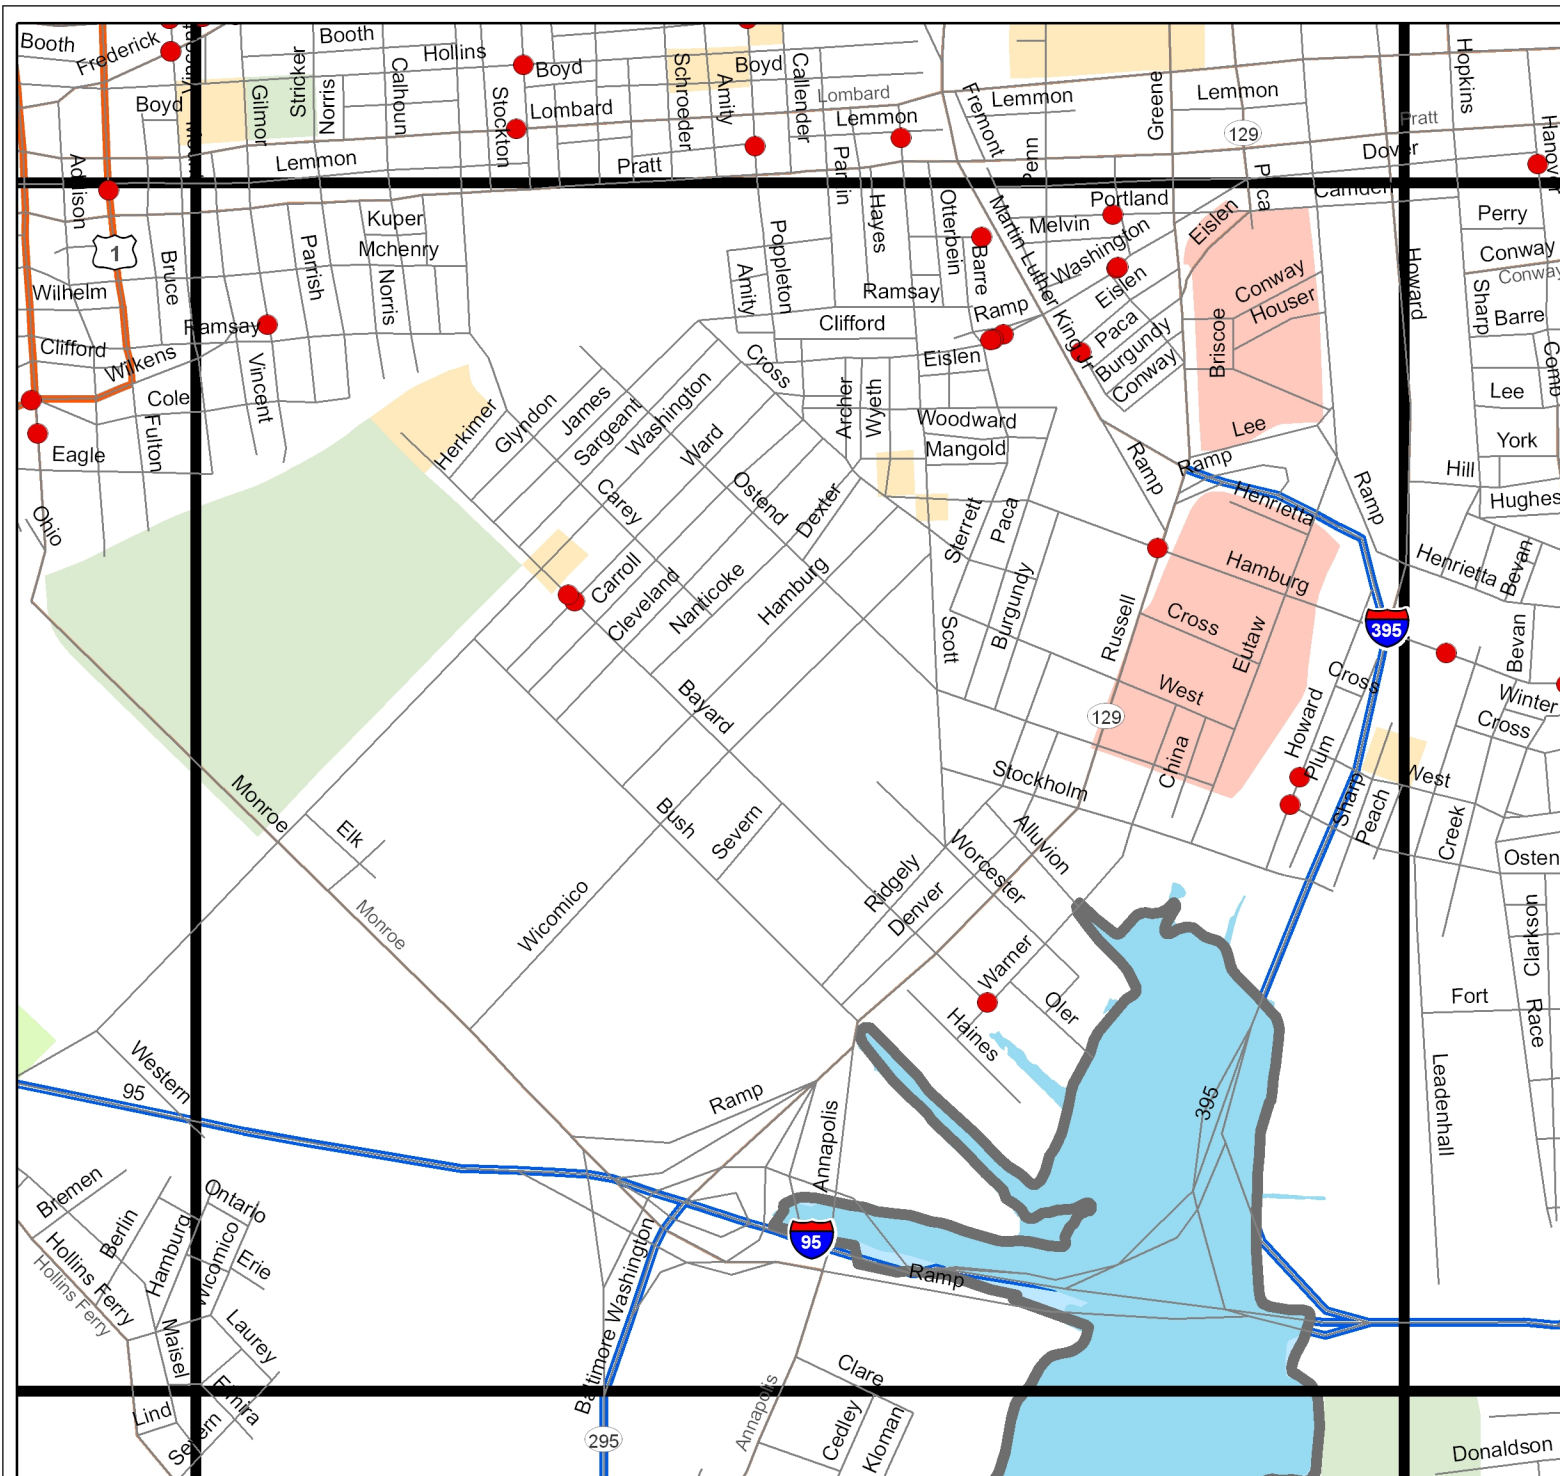 Booth
Frederick
Booth
Hollins
Stricker
Calhoun
Boyd
Schroeder
Boyd
Amity
Callender
Fremont
Greene
Hopkins
Boyd
Gilmor
Norris
Stockton
Lombard
Lombard
Lemmon
Lemmon
Lemmon
Pratt
Hanover
129
Dover
Lemmon
Pratt
Penn
Paca
Camden
Addison
Parkin
Hayes
Otterbein
Martin Luther King Jr
Portland
Melvin
Washington
Eislen
Perry
Kuper
Mchenry
Parrish
Poppleton
Barre
Conway
Conway
1
Bruce
Norris
Amity
Ramsay
Eislen
Conway
Houser
Howard
Sharp
Wilhelm
Ramsay
Clifford
Ramp
Paca
Barre
Clifford
Wilkens
Vincent
Cross
Eislen
Burgundy
Conway
Briscoe
Cole
Fulton
Archer
Wyeth
Lee
Eagle
Herkimer
Glyndon
James
Sargeant
Washington
Ward
Woodward
Mangold
Lee
York
Ramp
Ramp
Ramp
Hill
Hughes
Ohio
Carey
Ostend
Dexter
Sterrett
Paca
Henrietta
Henrietta
Bevan
Carroll
Cleveland
Nanticoke
Hamburg
Burgundy
Hamburg
Russell
Cross
Eutaw
Scott
395
Bevan
Bayard
West
Cross
Winter
Cross
129
Howard
Plum
China
Stockholm
Sharp
Peach
West
Monroe
Elk
Bush
Severn
Alluvion
Worcester
Creek
Osten
Ridgely
Denver
Wicomico
Monroe
Warner
Oler
Haines
Clarkson
Fort
Race
Western
95
Ramp
Annapolis
395
Leadenhall
Bremen
Berlin
Ontario
Hamburg
Wicomico
Erie
Hollins Ferry
Hollins Ferry
95
Ramp
Baltimore Washington
Laurey
Maisel
Clare
Elmira
Lind
Severn
295
Annapolis
Cedley
Kloman
Donaldson